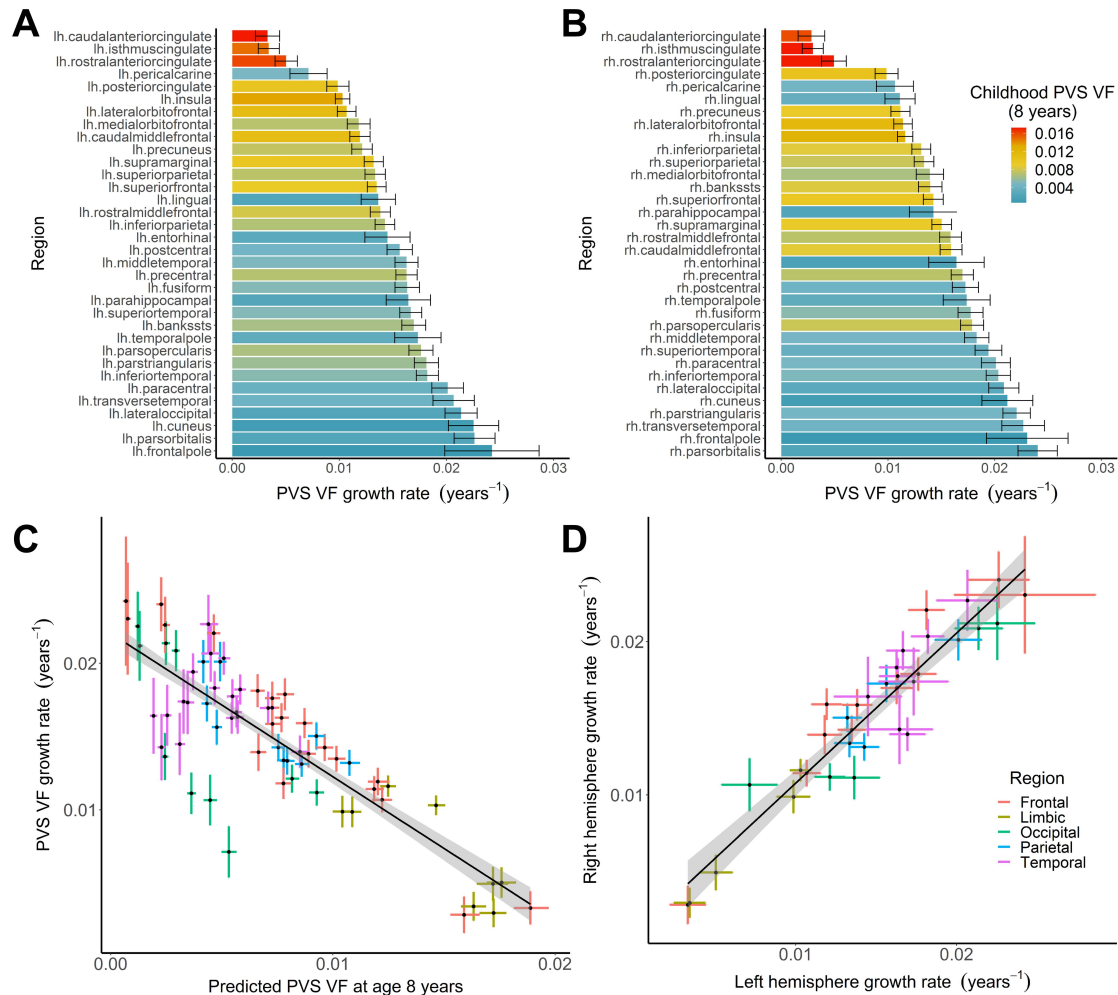 A
Region
lh.caudalanteriorcingulate
lh.isthmuscingulate
lh.rostralanteriorcingulate
lh.pericalcarine
lh.posteriorcingulate
lh.insula
lh.lateralorbitofrontal
lh.medialorbitofrontal
lh.caudalmiddlefrontal
lh.precuneus
lh.supramarginal
lh.superiorparietal
lh.superiorfrontal
lh.lingual
lh.rostralmiddlefrontal
lh.inferiorparietal
lh.entorhinal
lh.postcentral
lh.middletemporal
lh.precentral
lh.fusiform
lh.parahippocampal
lh.superiortemporal
lh.bankssts
lh.temporalpole
lh.parsopercularis
lh.parstriangularis
lh.inferiortemporal
lh.paracentral
lh.transversetemporal
lh.lateraloccipital
lh.cuneus
lh.parsorbitalis
lh.frontalpole
0.00 0.01 0.02 0.03
PVS VF growth rate (years⁻¹)
B
Region
rh.caudalanteriorcingulate
rh.isthmuscingulate
rh.rostralanteriorcingulate
rh.posteriorcingulate
rh.pericalcarine
rh.lingual
rh.precuneus
rh.lateralorbitofrontal
rh.insula
rh.inferiorparietal
rh.superiorparietal
rh.medialorbitofrontal
rh.bankssts
rh.superiorfrontal
rh.parahippocampal
rh.supramarginal
rh.rostralmiddlefrontal
rh.caudalmiddlefrontal
rh.entorhinal
rh.precentral
rh.postcentral
rh.temporalpole
rh.fusiform
rh.parsopercularis
rh.middletemporal
rh.superiortemporal
rh.paracentral
rh.inferiortemporal
rh.lateraloccipital
rh.cuneus
rh.parstriangularis
rh.transversetemporal
rh.frontalpole
rh.parsorbitalis
0.00 0.01 0.02 0.03
PVS VF growth rate (years⁻¹)
Childhood PVS VF
(8 years)
0.016
0.012
0.008
0.004
C
PVS VF growth rate (years⁻¹)
0.02
0.01
0.00 0.01 0.02
Predicted PVS VF at age 8 years
D
Right hemisphere growth rate (years⁻¹)
0.02
0.01
0.01 0.02
Left hemisphere growth rate (years⁻¹)
Region
Frontal
Limbic
Occipital
Parietal
Temporal